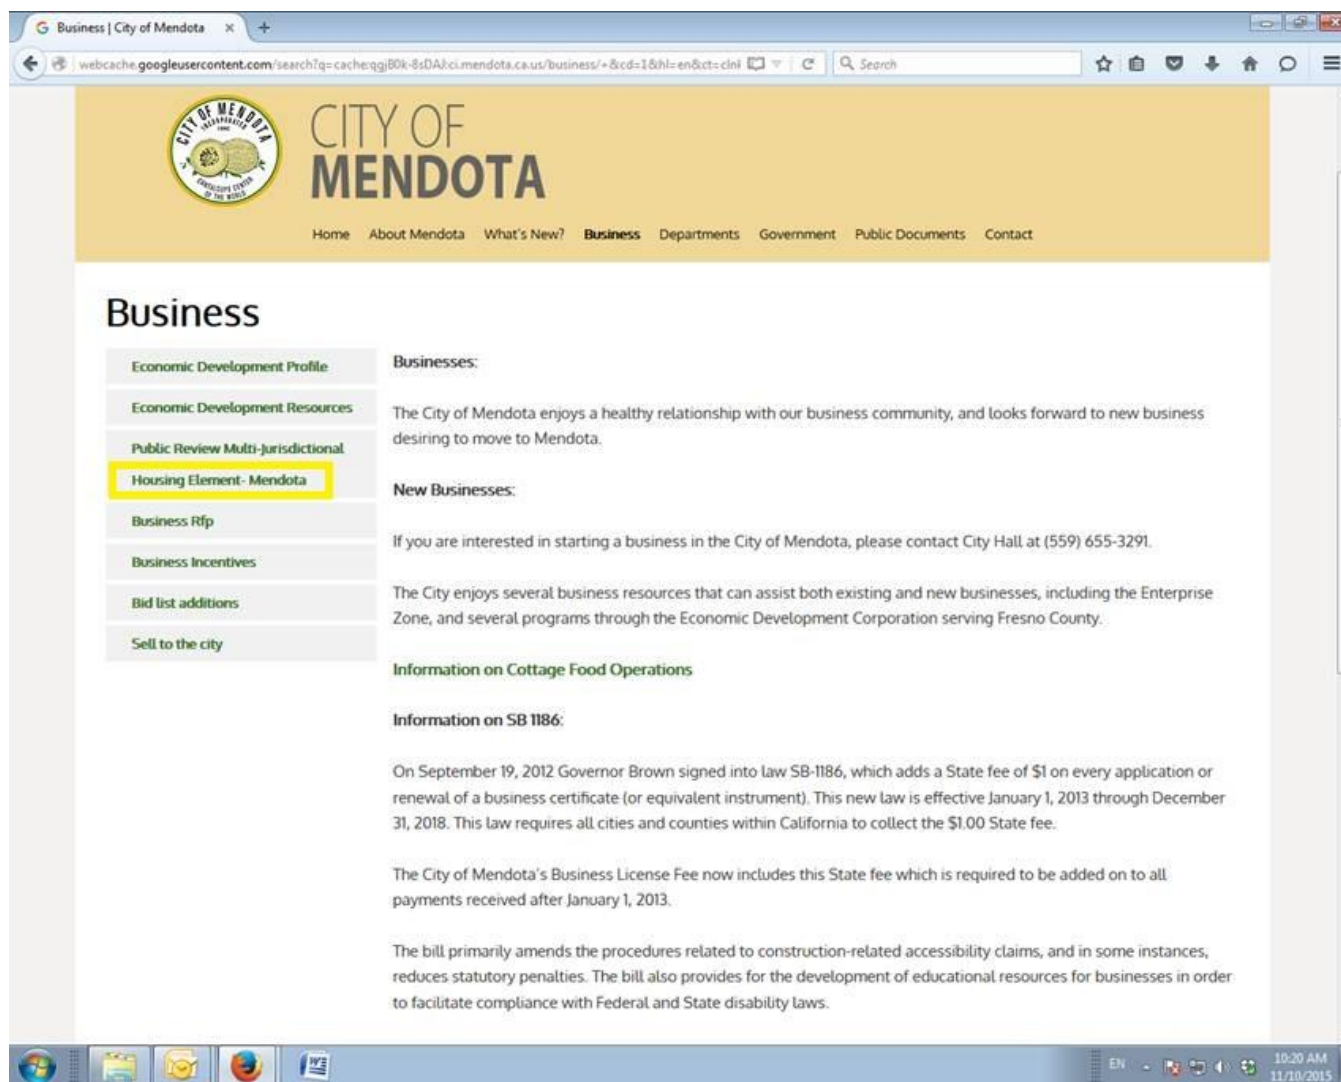 Business | City of Mendota
webcache.googleusercontent.com/search?q=cache:qgjB0k-8sDAJ:ci.mendota.ca.us/business/+&cd=1&hl=en&ct=clnk
Search
CITY OF MENDOTA
INCORPORATED
1942
CANTALOUPE CENTER
OF THE WORLD
CITY OF
MENDOTA
Home About Mendota What's New? Business Departments Government Public Documents Contact
Business
Economic Development Profile
Economic Development Resources
Public Review Multi-Jurisdictional
Housing Element- Mendota
Business Rfp
Business Incentives
Bid list additions
Sell to the city
Businesses:
The City of Mendota enjoys a healthy relationship with our business community, and looks forward to new business
desiring to move to Mendota.
New Businesses:
If you are interested in starting a business in the City of Mendota, please contact City Hall at (559) 655-3291.
The City enjoys several business resources that can assist both existing and new businesses, including the Enterprise
Zone, and several programs through the Economic Development Corporation serving Fresno County.
Information on Cottage Food Operations
Information on SB 1186:
On September 19, 2012 Governor Brown signed into law SB-1186, which adds a State fee of $1 on every application or
renewal of a business certificate (or equivalent instrument). This new law is effective January 1, 2013 through December
31, 2018. This law requires all cities and counties within California to collect the $1.00 State fee.
The City of Mendota's Business License Fee now includes this State fee which is required to be added on to all
payments received after January 1, 2013.
The bill primarily amends the procedures related to construction-related accessibility claims, and in some instances,
reduces statutory penalties. The bill also provides for the development of educational resources for businesses in order
to facilitate compliance with Federal and State disability laws.
EN
10:20 AM
11/10/2015